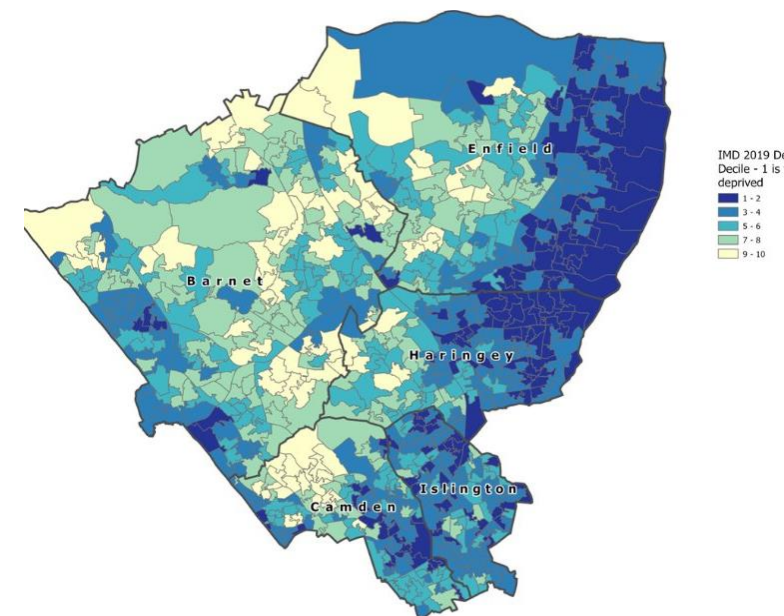 Enfield
IMD 2019 De
Decile - 1 is
deprived
1 - 2
3 - 4
5 - 6
7 - 8
9 - 10
Barnet
Haringey
Islington
Camden